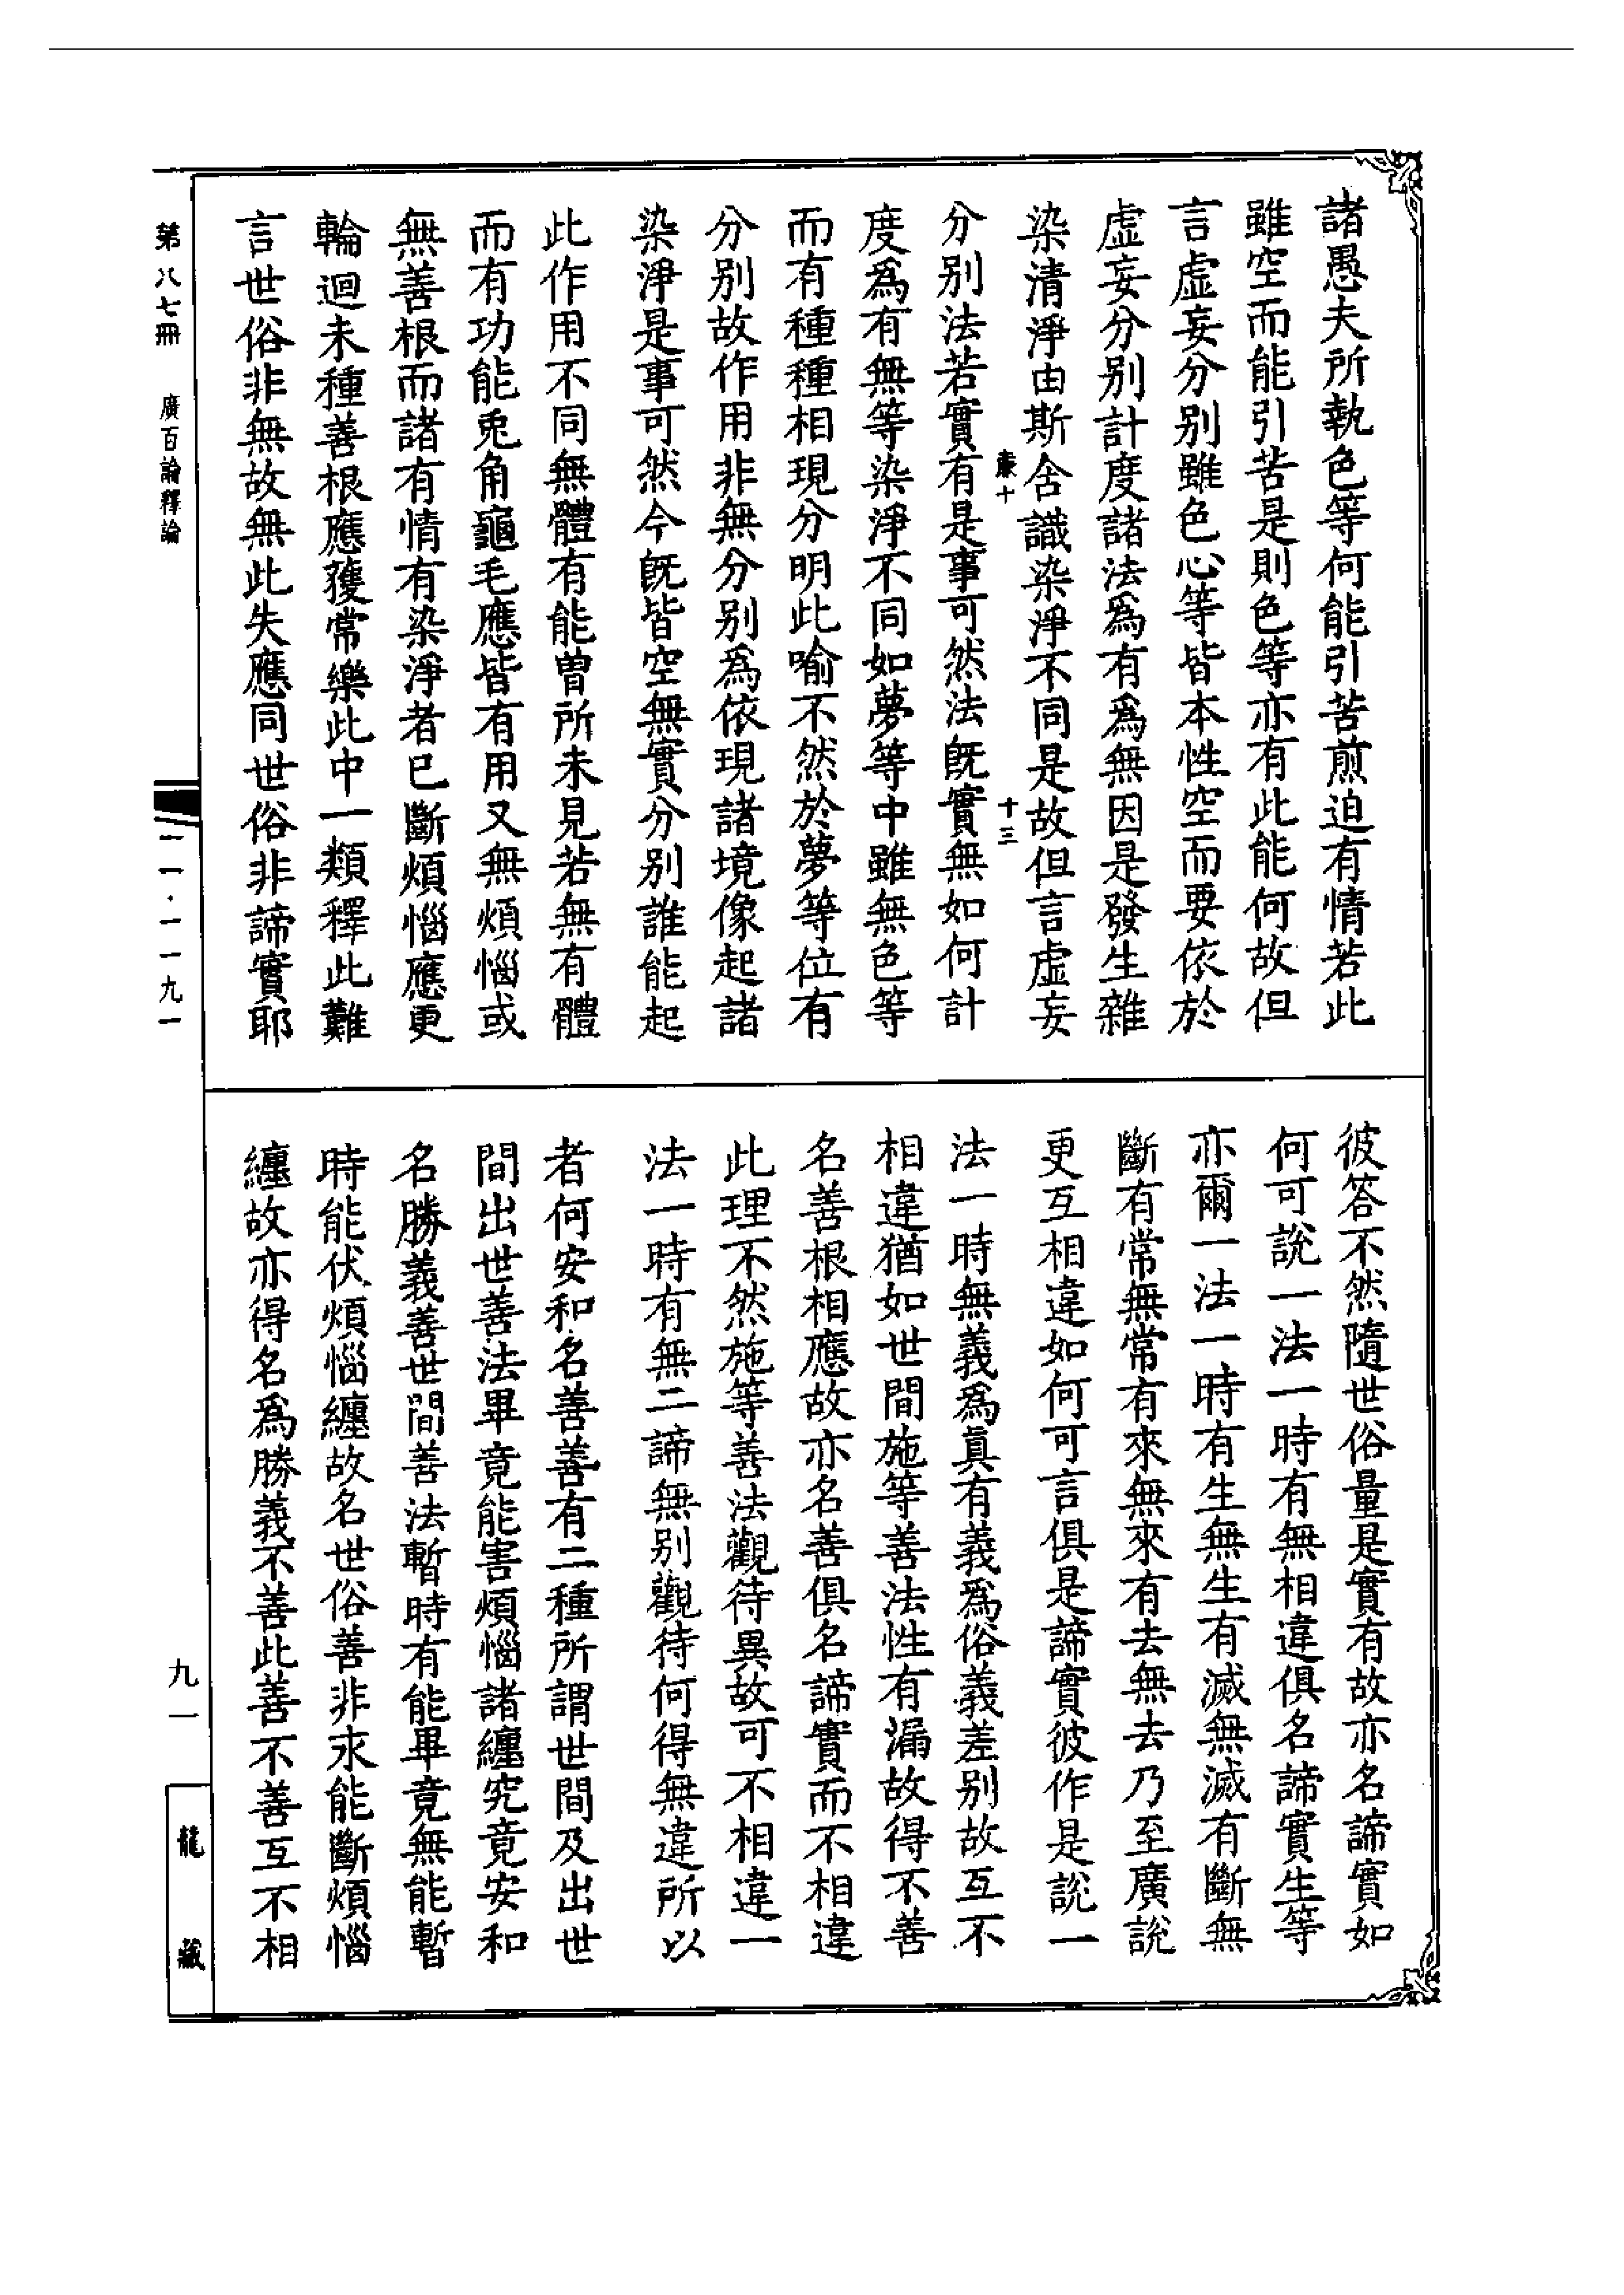 諸愚夫所執色等何能引苦煎迫有情若此
雖空而能引苦是則色等亦有此能何故但
言虛妄分別雖色心等皆本性空而要依於
虛妄分別計度諸法爲有爲無因是發生雜
染清淨由斯含識染淨不同是故但言虛妄
十三
分別法若實有是事可然法既實無如何計
度爲有無等染淨不同如夢等中雖無色等
而有種種相現分明此喻不然於夢等位有
分別故作用非無分別爲依現諸境像起諸
染淨是事可然今既皆空無實分別誰能起
此作用不同無體有能曾所未見若無有體
而有功能兎角龜毛應皆有用又無煩惱或
無善根而諸有情有染淨者已斷煩惱應更
輪迴未種善根應獲常樂此中一類釋此難
言世俗非無故無此失應同世俗非諦實耶
彼答不然隨世俗量是實有故亦名諦實如
何可說一法一時有無相違俱名諦實生等
亦爾一法一時有生無生有滅無滅有斷無
斷有常無常有來無來有去無去乃至廣說
更互相違如何可言俱是諦實彼作是說一
法一時無義爲真有義爲俗義差別故互不
相違猶如世間施等善法性有漏故得不善
名善根相應故亦名善俱名諦實而不相違
此理不然施等善法觀待異故可不相違一
法一時有無二諦無別觀待何得無違所以
者何安和名善善有二種所謂世間及出世
間出世善法畢竟能害煩惱諸纏究竟安和
名勝義善世間善法暫時有能畢竟無能暫
時能伏煩惱纏故名世俗善非永能斷煩惱
纏故亦得名爲勝義不善此善不善互不相
第八七冊
廣百論釋論
二一·一一九一
九一
龍藏